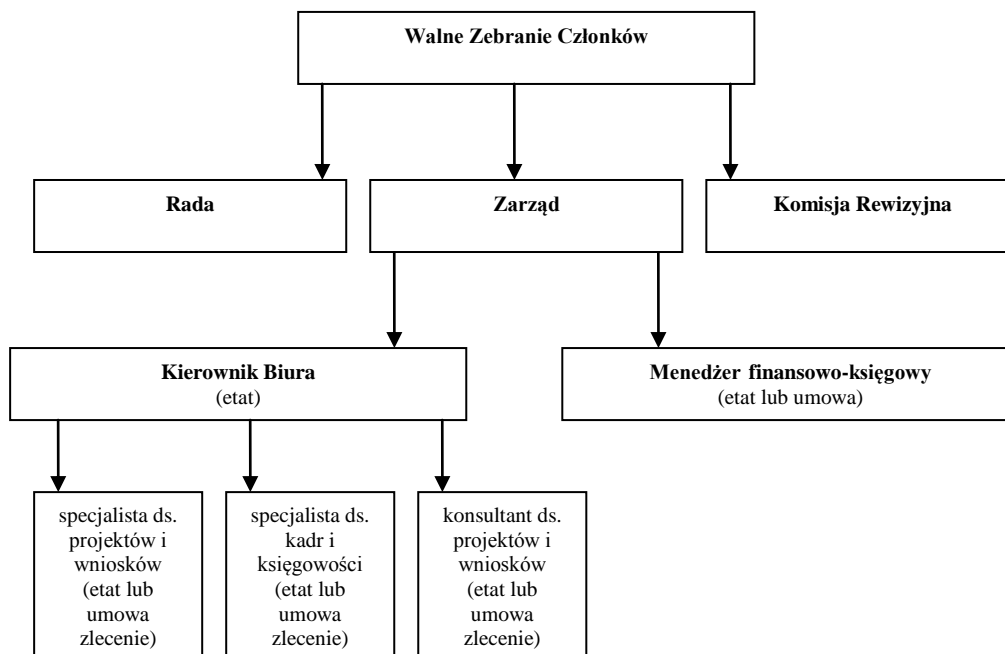 Walne Zebranie Członków
Rada
Zarząd
Komisja Rewizyjna
Kierownik Biura
(etat)
Menedżer finansowo-księgowy
(etat lub umowa)
specjalista ds.
projektów i
wniosków
(etat lub
umowa
zlecenie)
specjalista ds.
kadr i
księgowości
(etat lub
umowa
zlecenie)
konsultant ds.
projektów i
wniosków
(etat lub
umowa
zlecenie)